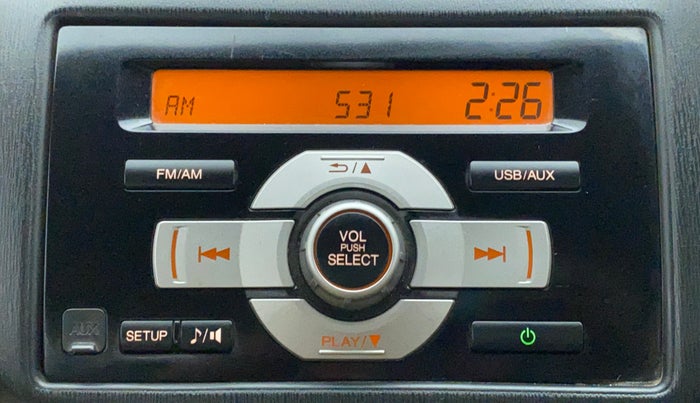 AM 531 2:26
FM/AM
USB/AUX
VOL
PUSH
SELECT
PLAY/
AUX
SETUP